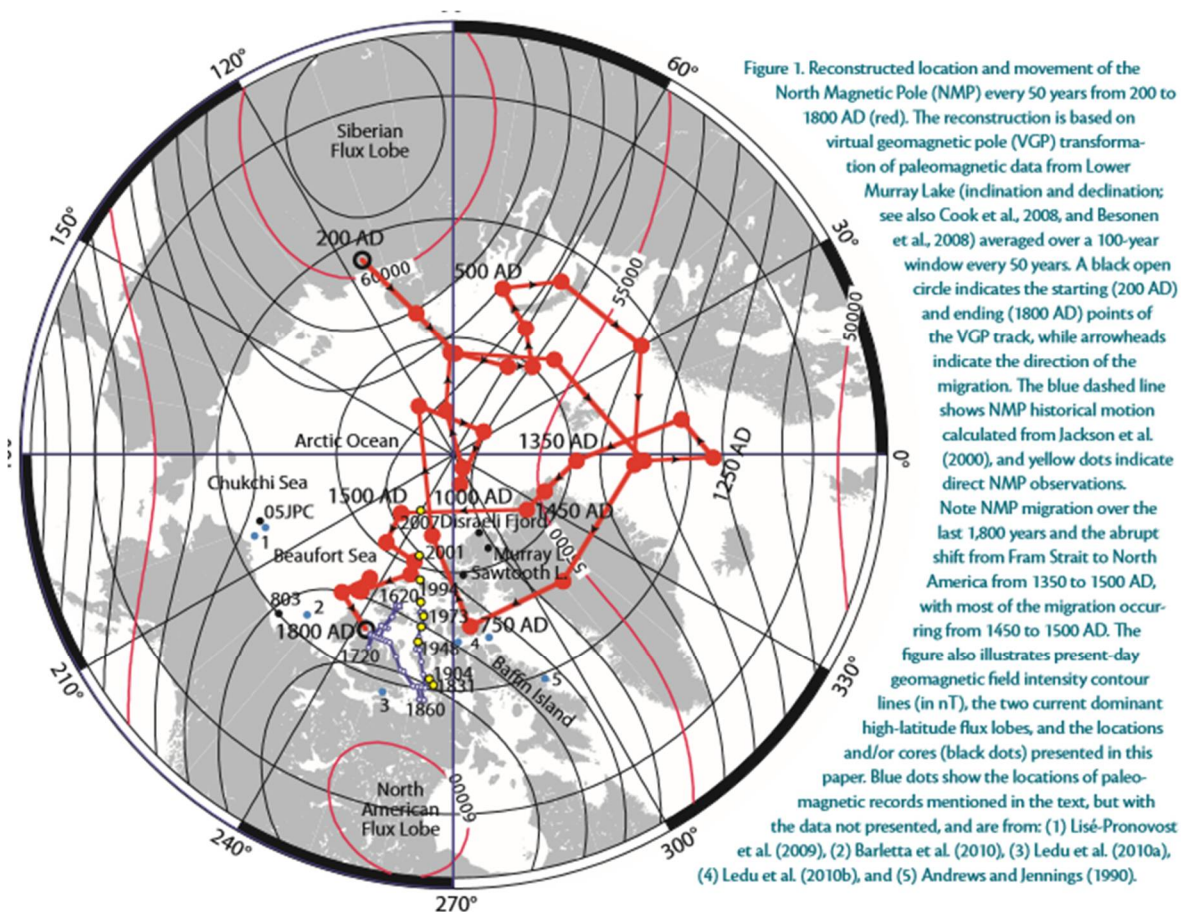 120°
60°
Siberian
Flux Lobe
150°
30°
200 AD
60000
500 AD
55000
50000
Arctic Ocean
1350 AD
0°
1250 AD
Chukchi Sea
1500 AD
1000 AD
1450 AD
05JPC
2007
Disraeli Fjord
1
Beaufort Sea
2001
Murray L.
55000
Sawtooth L.
1994
1620
803
2
1973
1800 AD
750 AD
1720
1948
4
Baffin Island
1904
5
1831
3
1860
210°
330°
North
American
Flux Lobe
60000
240°
300°
270°
Figure 1. Reconstructed location and movement of the
North Magnetic Pole (NMP) every 50 years from 200 to
1800 AD (red). The reconstruction is based on
virtual geomagnetic pole (VGP) transforma-
tion of paleomagnetic data from Lower
Murray Lake (inclination and declination;
see also Cook et al., 2008, and Besonen
et al., 2008) averaged over a 100-year
window every 50 years. A black open
circle indicates the starting (200 AD)
and ending (1800 AD) points of
the VGP track, while arrowheads
indicate the direction of the
migration. The blue dashed line
shows NMP historical motion
calculated from Jackson et al.
(2000), and yellow dots indicate
direct NMP observations.
Note NMP migration over the
last 1,800 years and the abrupt
shift from Fram Strait to North
America from 1350 to 1500 AD,
with most of the migration occur-
ring from 1450 to 1500 AD. The
figure also illustrates present-day
geomagnetic field intensity contour
lines (in nT), the two current dominant
high-latitude flux lobes, and the locations
and/or cores (black dots) presented in this
paper. Blue dots show the locations of paleo-
magnetic records mentioned in the text, but with
the data not presented, and are from: (1) Lisé-Pronovost
et al. (2009), (2) Barletta et al. (2010), (3) Ledu et al. (2010a),
(4) Ledu et al. (2010b), and (5) Andrews and Jennings (1990).